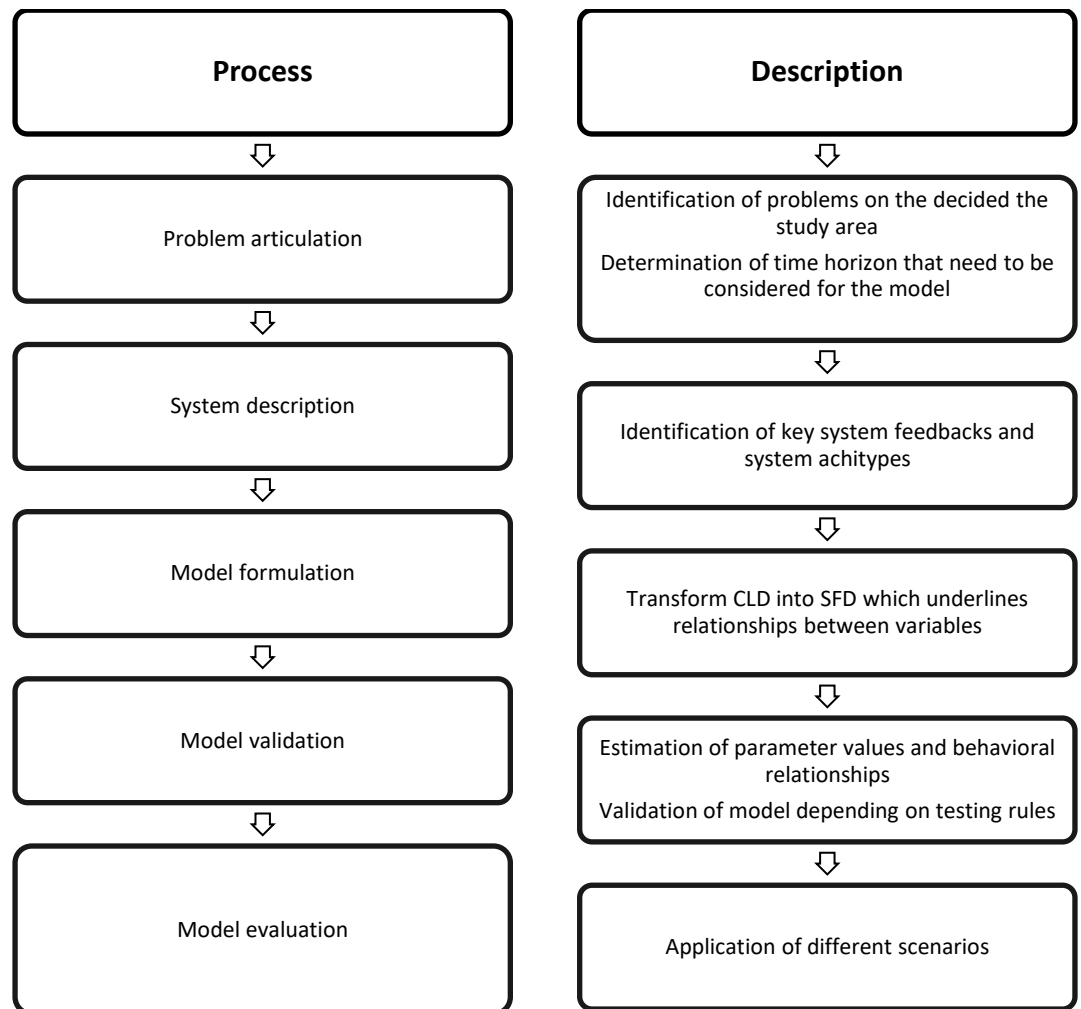 Process
Problem articulation
System description
Model formulation
Model validation
Model evaluation
Description
Identification of problems on the decided the
study area
Determination of time horizon that need to be
considered for the model
Identification of key system feedbacks and
system achitypes
Transform CLD into SFD which underlines
relationships between variables
Estimation of parameter values and behavioral
relationships
Validation of model depending on testing rules
Application of different scenarios